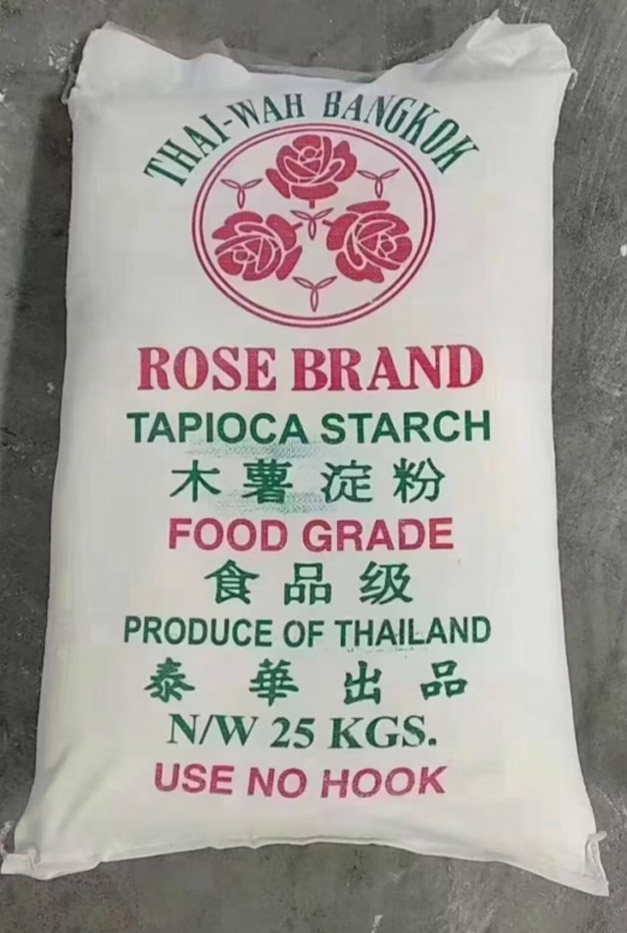 THAI-WAH BANGKOK
ROSE BRAND
TAPIOCA STARCH
木薯淀粉
FOOD GRADE
食品级
PRODUCE OF THAILAND
泰華出品
N/W 25 KGS.
USE NO HOOK